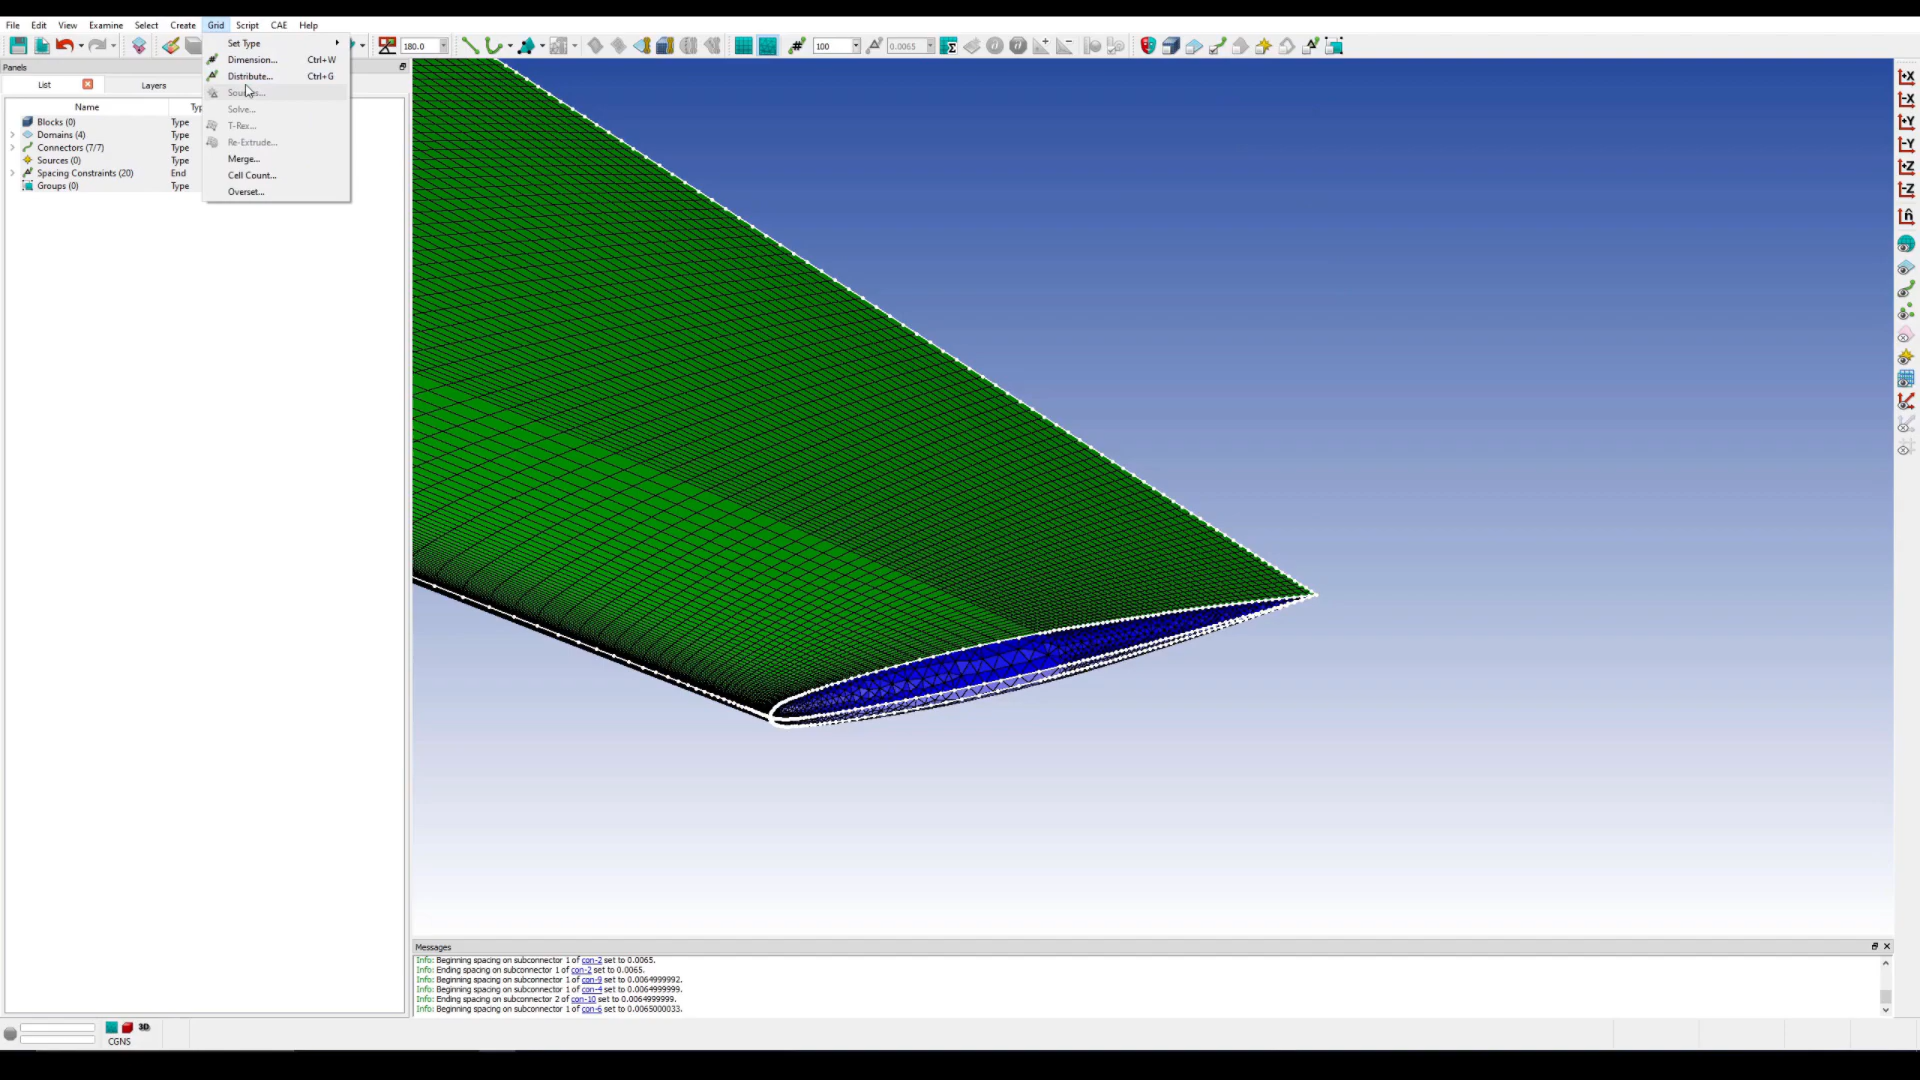 File Edit View Examine Select Create Grid Script CAE Help
180.0 100 0.0065
Panels
List Layers
Name
Blocks (0) Type
Domains (4) Type
Connectors (7/7) Type
Sources (0) Type
Spacing Constraints (20) End
Groups (0) Type
Set Type
Dimension... Ctrl+W
Distribute... Ctrl+G
Solve...
T-Rex...
Re-Extrude...
Merge...
Cell Count...
Overset...
+X
-X
+Y
-Y
+Z
-Z
n̂
Messages
Info: Beginning spacing on subconnector 1 of con-2 set to 0.0065.
Info: Ending spacing on subconnector 1 of con-2 set to 0.0065.
Info: Beginning spacing on subconnector 1 of con-9 set to 0.0064999992.
Info: Beginning spacing on subconnector 1 of con-4 set to 0.0064999999.
Info: Ending spacing on subconnector 2 of con-10 set to 0.0064999999.
Info: Beginning spacing on subconnector 1 of con-6 set to 0.0065000033.
3D
CGNS